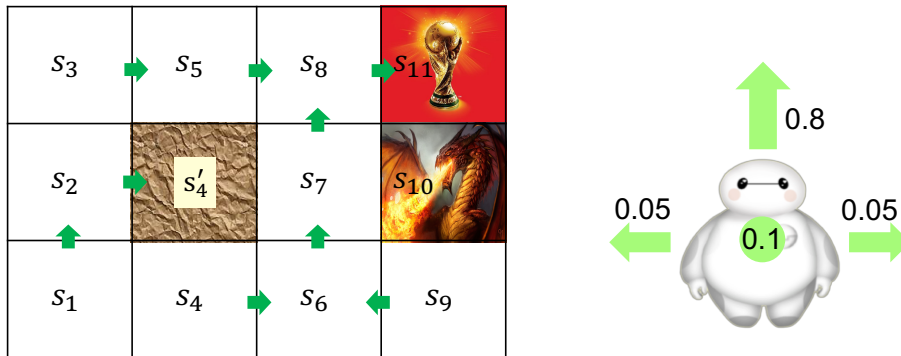 s₃ s₅ s₈ s₁₁
s₂ s₄′ s₇ s₁₀
s₁ s₄ s₆ s₉
0.8
0.05 0.05
0.1